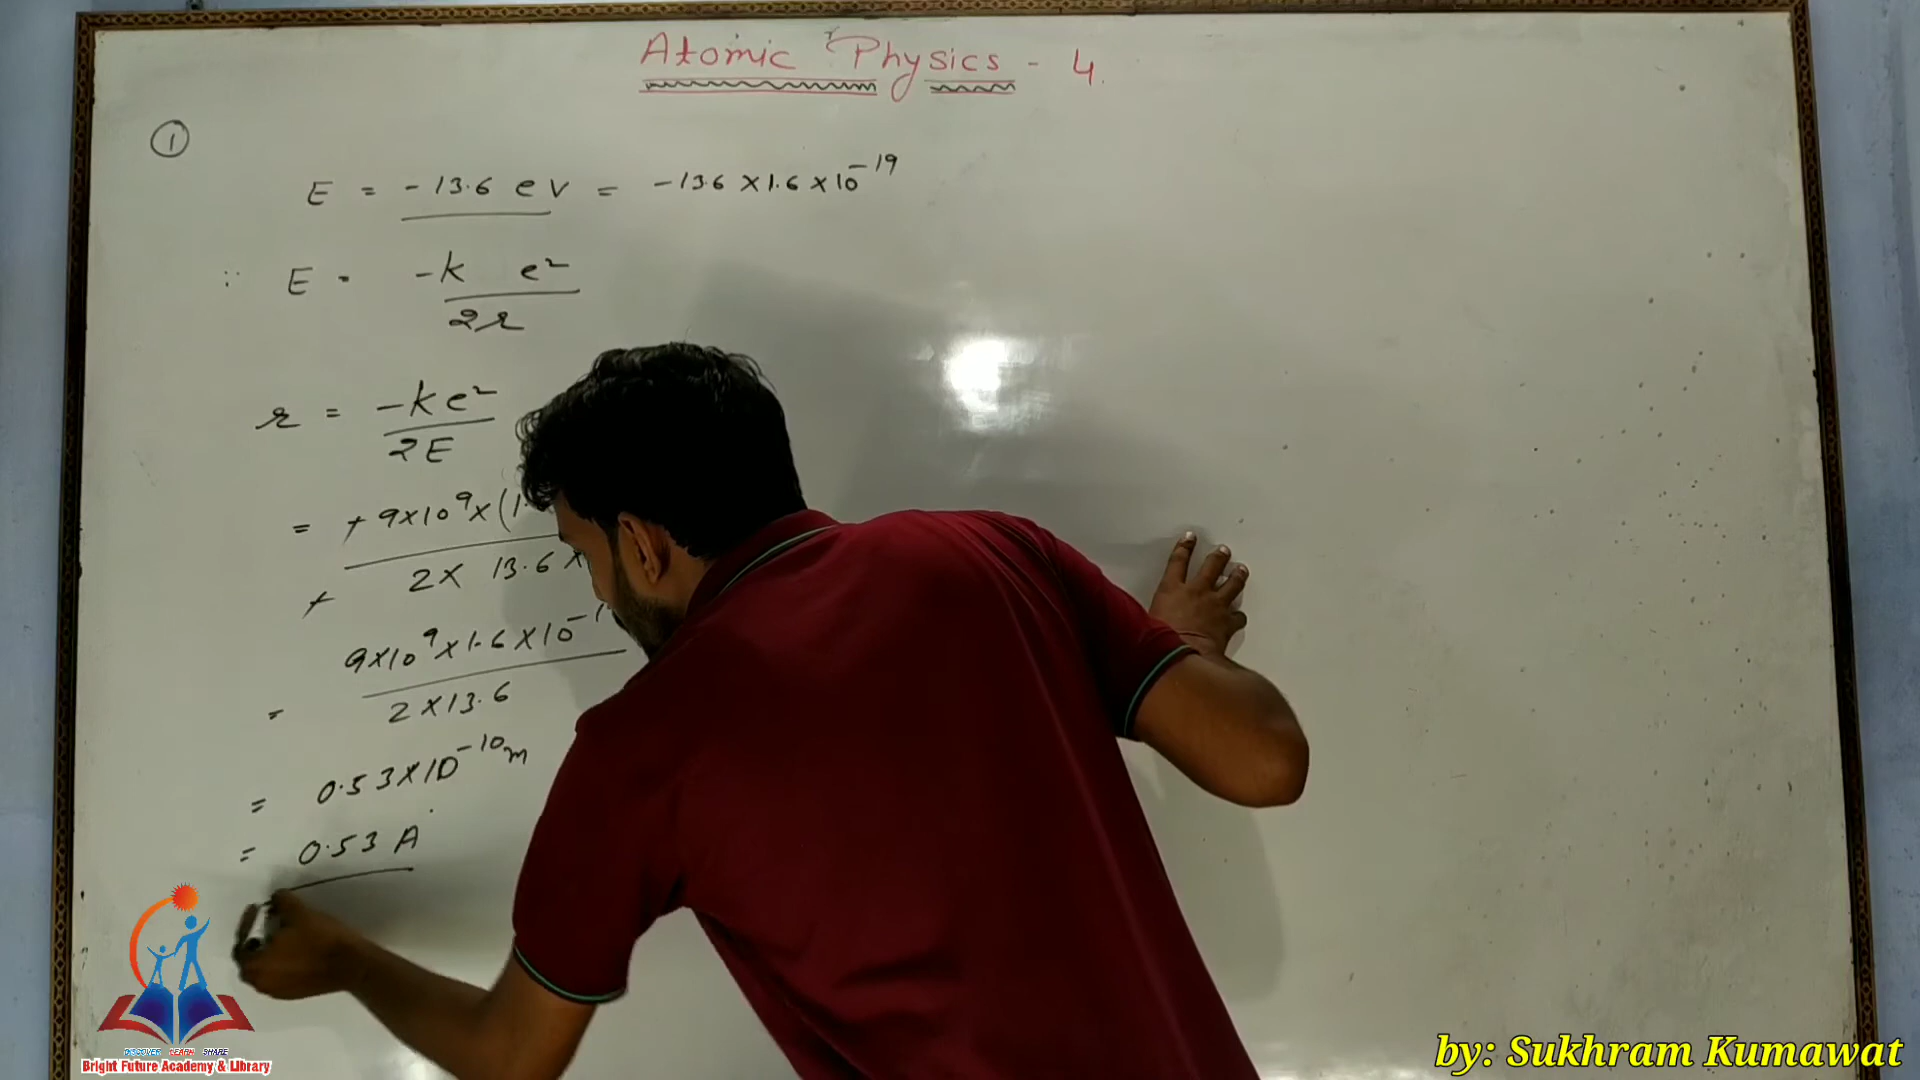 Atomic Physics - 4
①
E = -13.6 eV = -13.6 × 1.6 × 10⁻¹⁹
∵ E = -k e²
2r
r = -ke²
2E
= + 9×10⁹×(1.
+ 2× 13.6 ×
9×10⁹×1.6×10⁻¹
= 2×13.6
= 0.53×10⁻¹⁰m
= 0.53 A°
DISCOVER LEARN SHARE
Bright Future Academy & Library
by: Sukhram Kumawat